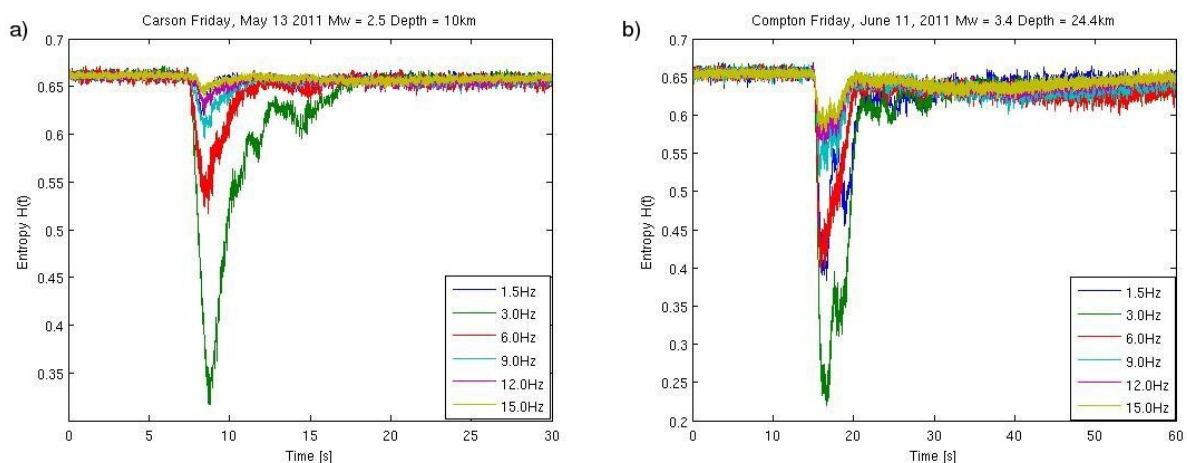 a)
Carson Friday, May 13 2011 Mw = 2.5 Depth = 10km
0.7
0.65
0.6
0.55
0.5
0.45
0.4
0.35
Entropy H(t)
0 5 10 15 20 25 30
Time [s]
1.5Hz
3.0Hz
6.0Hz
9.0Hz
12.0Hz
15.0Hz
b)
Compton Friday, June 11, 2011 Mw = 3.4 Depth = 24.4km
0.7
0.65
0.6
0.55
0.5
0.45
0.4
0.35
0.3
0.25
0.2
Entropy H(t)
0 10 20 30 40 50 60
Time [s]
1.5Hz
3.0Hz
6.0Hz
9.0Hz
12.0Hz
15.0Hz